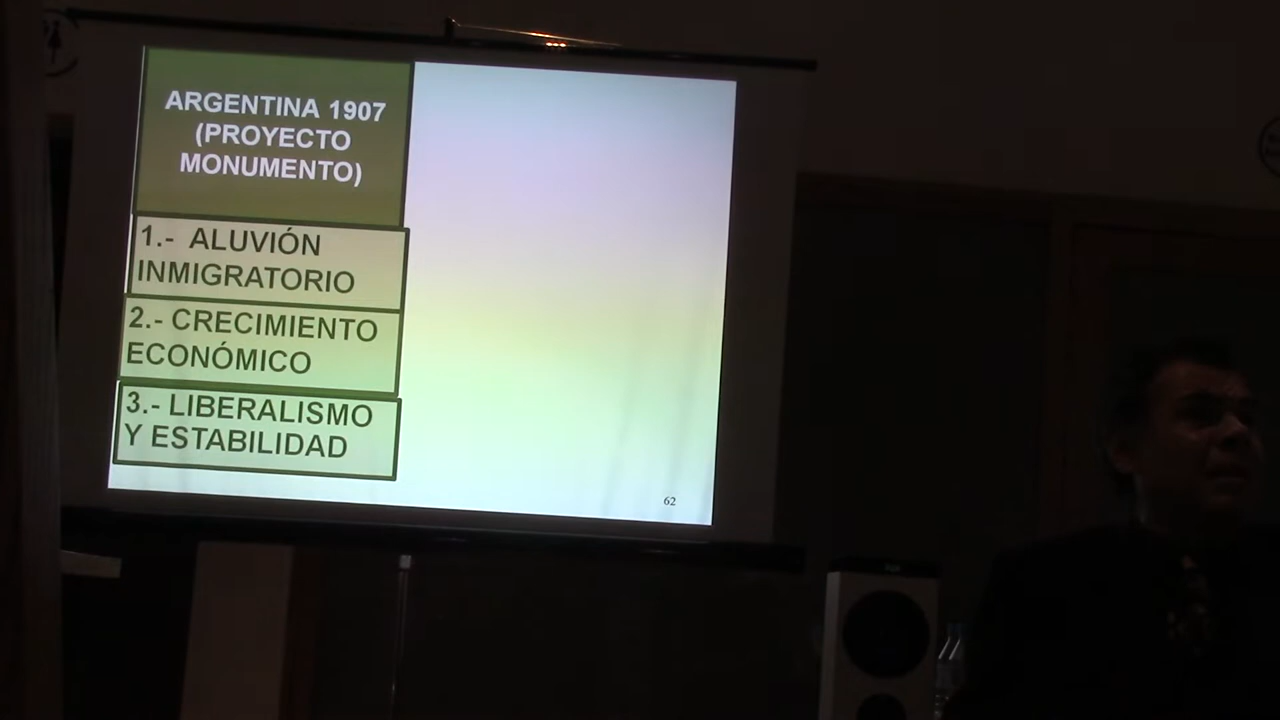 ARGENTINA 1907
(PROYECTO
MONUMENTO)
1.- ALUVIÓN
INMIGRATORIO
2.- CRECIMIENTO
ECONÓMICO
3.- LIBERALISMO
Y ESTABILIDAD
62